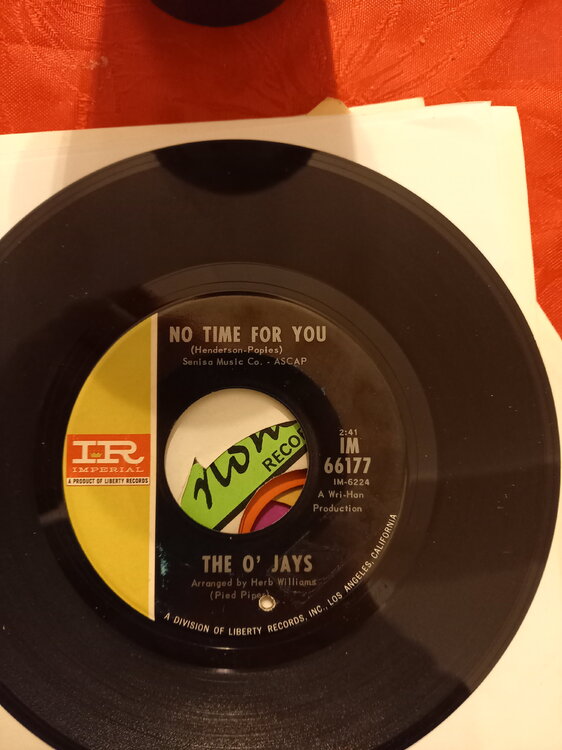 NO TIME FOR YOU
(Henderson-Popies)
Senisa Music Co. - ASCAP
IR
IMPERIAL
A PRODUCT OF LIBERTY RECORDS
2:41
IM
66177
IM-6224
A Wri-Han
Production
RECO
THE O' JAYS
Arranged by Herb Williams
(Pied
A DIVISION OF LIBERTY RECORDS, INC., LOS ANGELES, CALIFORNIA